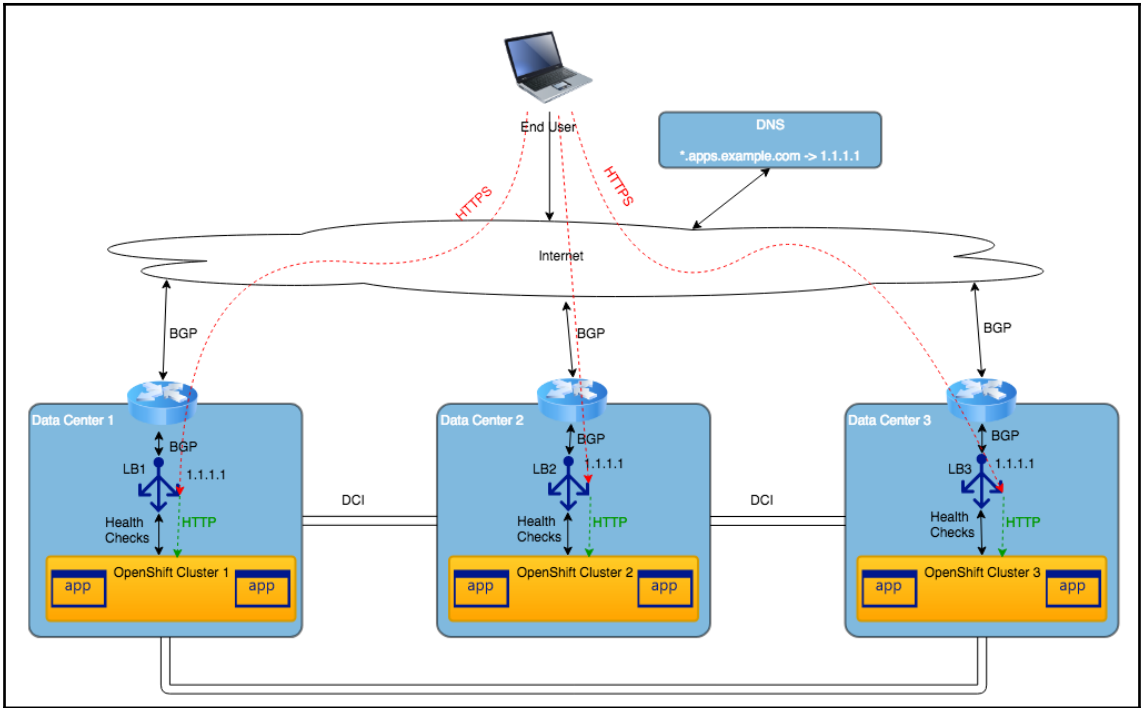 End User
DNS
*.apps.example.com -> 1.1.1.1
HTTPS
HTTPS
Internet
BGP
BGP
BGP
Data Center 1
Data Center 2
Data Center 3
BGP
BGP
BGP
LB1
1.1.1.1
LB2
1.1.1.1
LB3
1.1.1.1
DCI
DCI
Health
Checks
HTTP
Health
Checks
HTTP
Health
Checks
HTTP
OpenShift Cluster 1
app
app
OpenShift Cluster 2
app
app
OpenShift Cluster 3
app
app